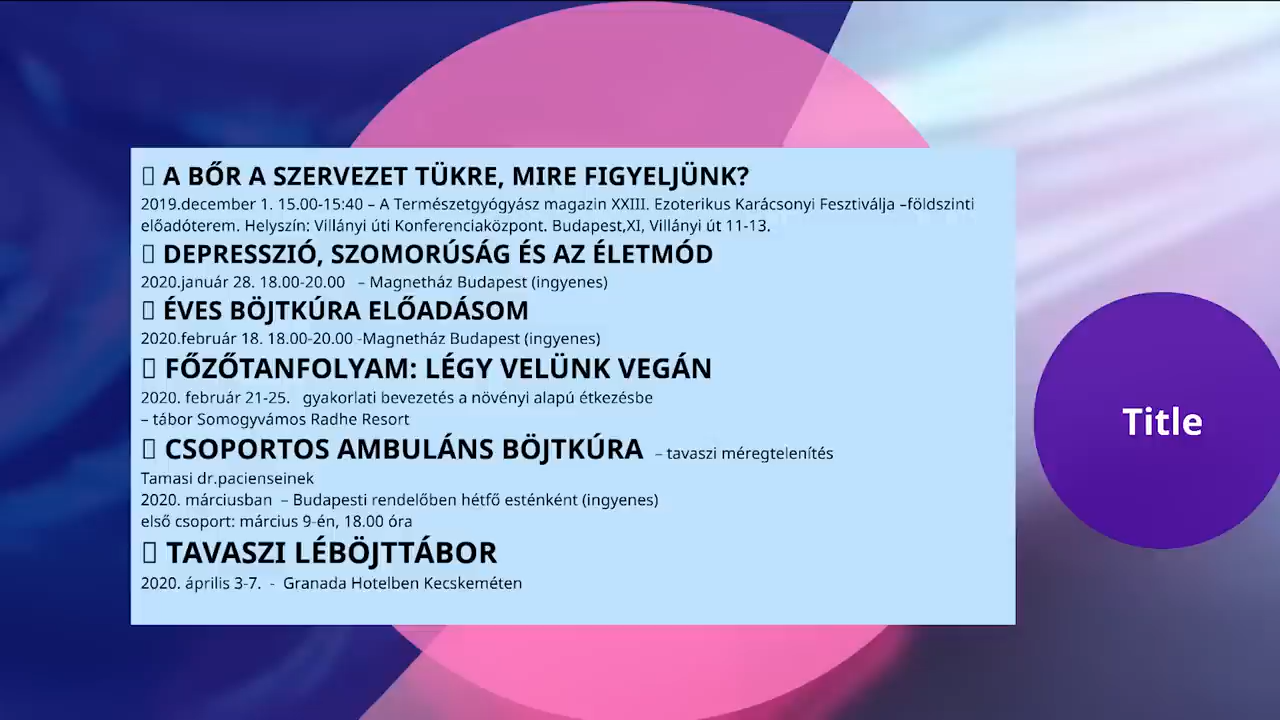 A BŐR A SZERVEZET TÜKRE, MIRE FIGYELJÜNK?
2019.december 1. 15.00-15:40 – A Természetgyógyász magazin XXIII. Ezoterikus Karácsonyi Fesztiválja –földszinti
előadóterem. Helyszín: Villányi úti Konferenciaközpont. Budapest,XI, Villányi út 11-13.
DEPRESSZIÓ, SZOMORÚSÁG ÉS AZ ÉLETMÓD
2020.január 28. 18.00-20.00 – Magnetház Budapest (ingyenes)
ÉVES BÖJTKÚRA ELŐADÁSOM
2020.február 18. 18.00-20.00 -Magnetház Budapest (ingyenes)
FŐZŐTANFOLYAM: LÉGY VELÜNK VEGÁN
2020. február 21-25. gyakorlati bevezetés a növényi alapú étkezésbe
– tábor Somogyvámos Radhe Resort
CSOPORTOS AMBULÁNS BÖJTKÚRA – tavaszi méregtelenítés
Tamasi dr.pacienseinek
2020. márciusban – Budapesti rendelőben hétfő esténként (ingyenes)
első csoport: március 9-én, 18.00 óra
TAVASZI LÉBÖJTTÁBOR
2020. április 3-7. - Granada Hotelben Kecskeméten
Title